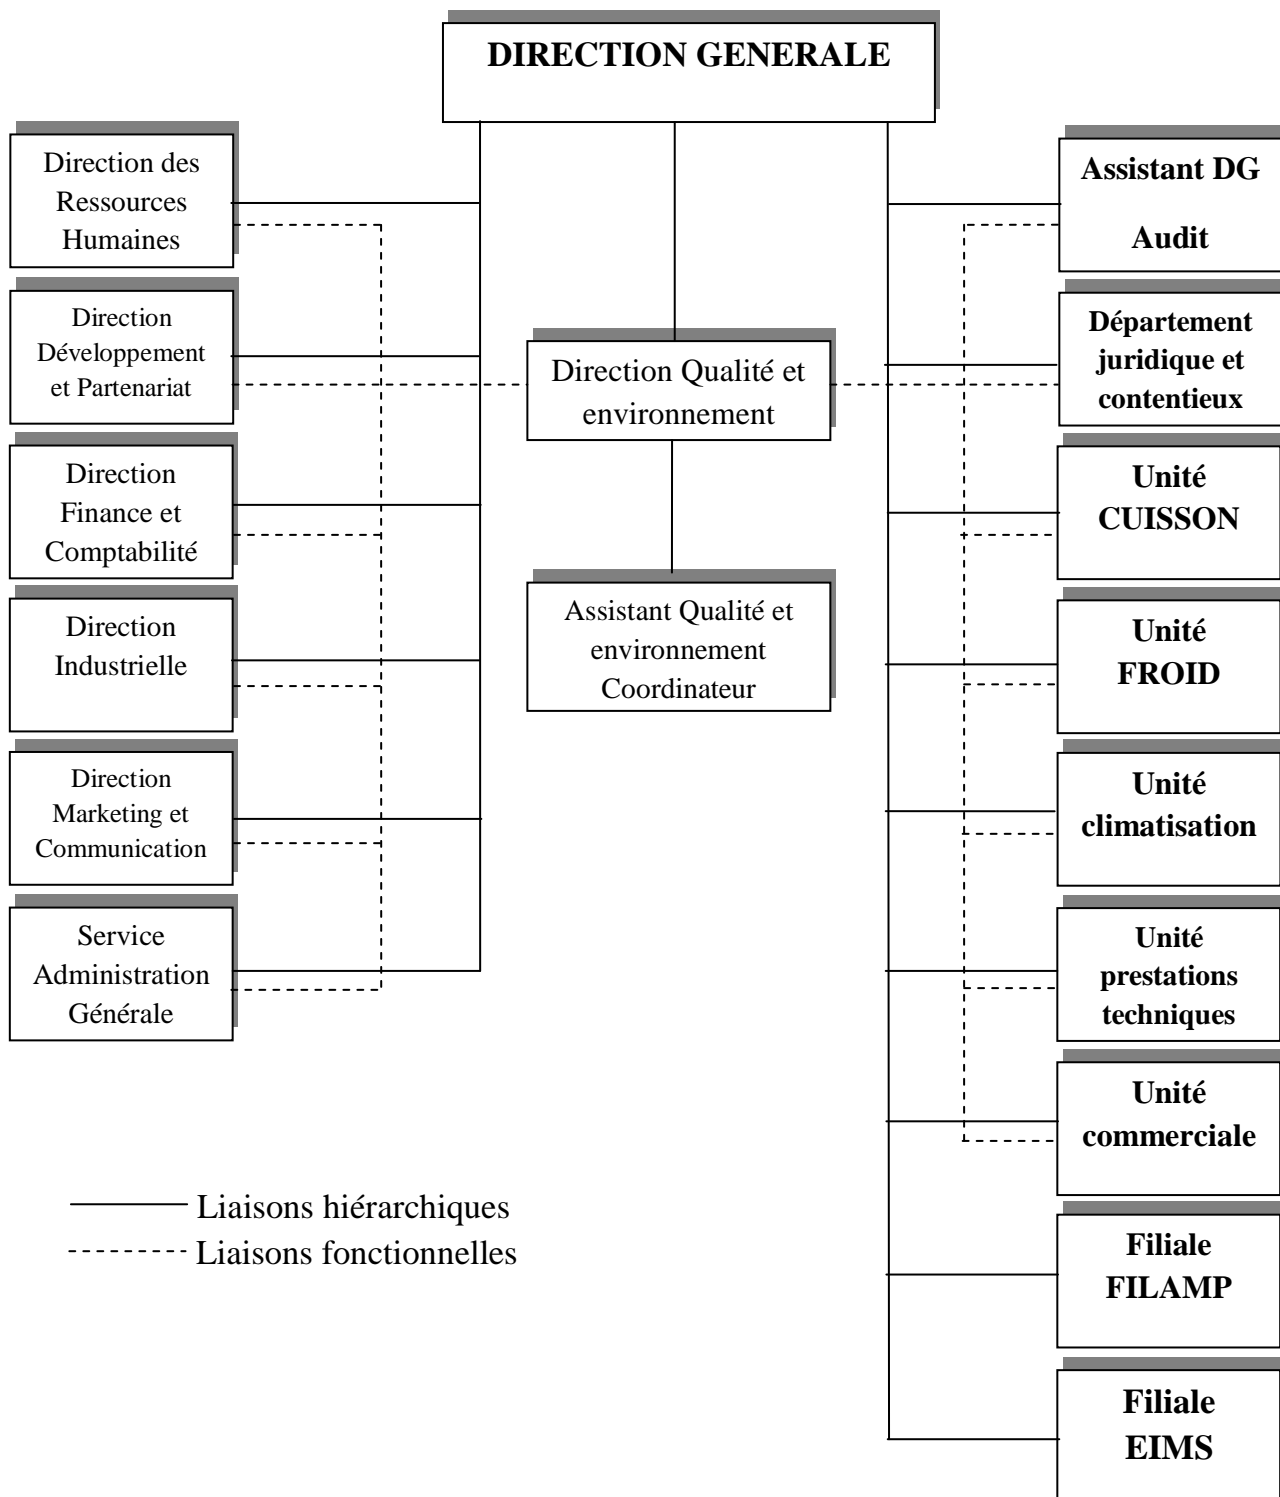 DIRECTION GENERALE
Direction des
Ressources
Humaines
Direction
Développement
et Partenariat
Direction
Finance et
Comptabilité
Direction
Industrielle
Direction
Marketing et
Communication
Service
Administration
Générale
Direction Qualité et
environnement
Assistant Qualité et
environnement
Coordinateur
Assistant DG
Audit
Département
juridique et
contentieux
Unité
CUISSON
Unité
FROID
Unité
climatisation
Unité
prestations
techniques
Unité
commerciale
Filiale
FILAMP
Filiale
EIMS
Liaisons hiérarchiques
Liaisons fonctionnelles